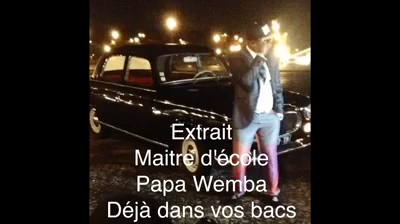 Extrait
Maitre d'école
Papa Wemba
Déjà dans vos bacs